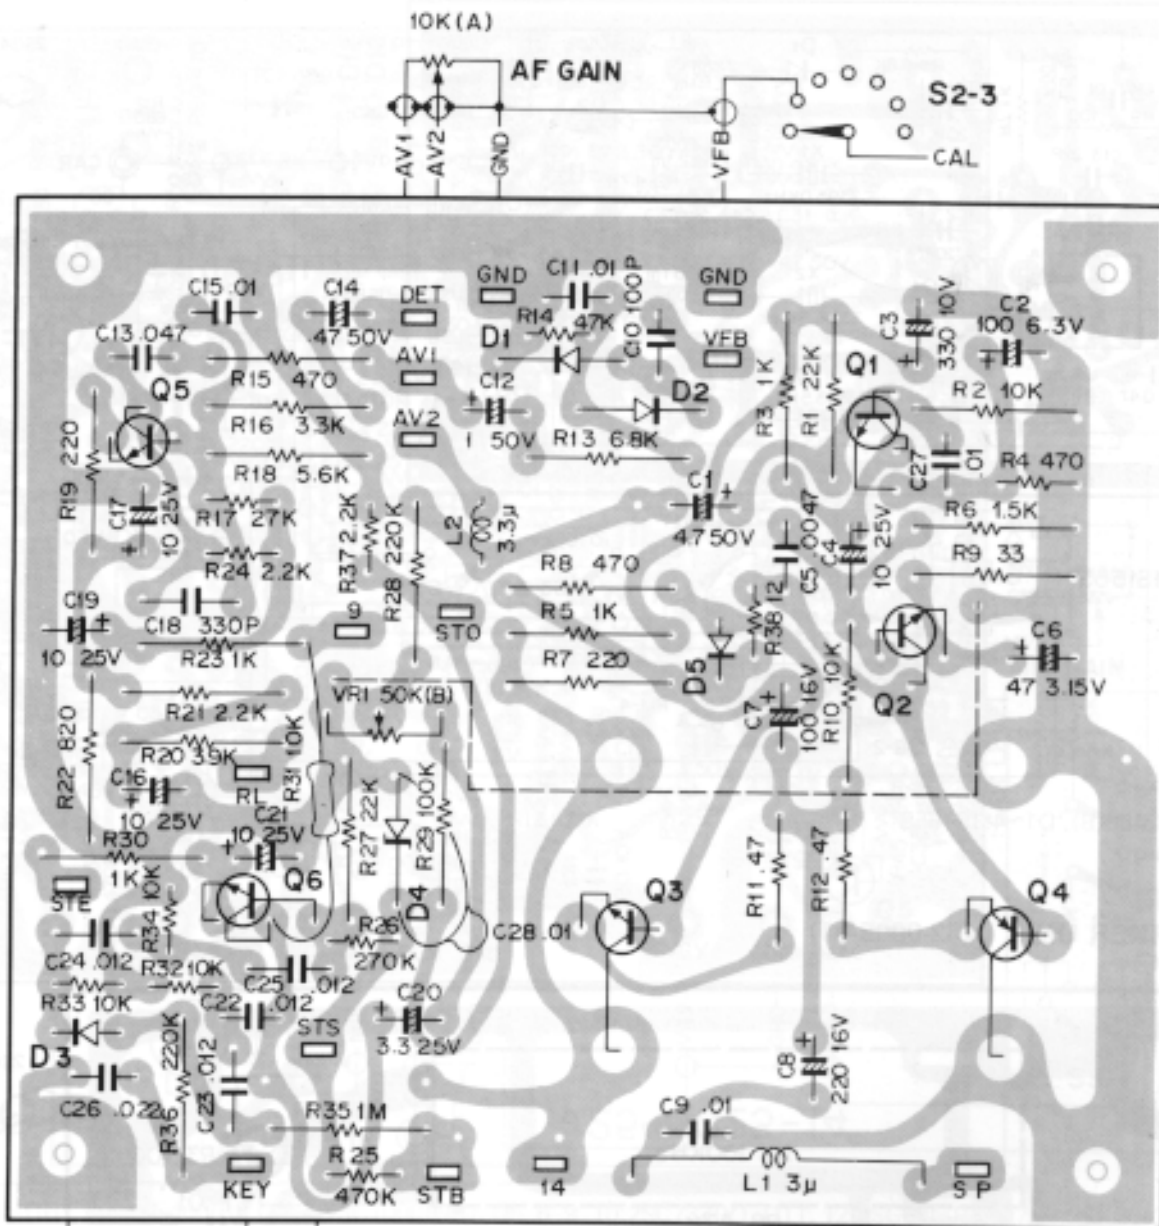 10K(A)
AF GAIN
S2-3
AV1
AV2
GND
VFB
CAL
C15 .01
C14
.47 50V
DET
GND
C11 .01
R14
47K
C10 100P
GND
C3
330 10V
C2
100 6.3V
C13 .047
D1
AV1
VFB
Q5
R15 470
C12
1 50V
D2
R3 1K
R1 22K
Q1
R2 10K
R16 3.3K
AV2
R13 6.8K
R19 220
R18 5.6K
C27
.01
R4 470
C17
10 25V
R17 27K
R37 2.2K
R28 220K
L2
3.3μ
C1
4.7 50V
C5 .0047
C4
10 25V
R6 1.5K
R24 2.2K
R8 470
R9 33
C19
10 25V
C18 330P
9
STO
R5 1K
R38 12
D5
R23 1K
R7 220
C6
47 3.15V
R21 2.2K
VR1 50K(B)
C7
100 16V
R10 10K
Q2
R22 820
R20 3.9K
R31 10K
C16
10 25V
RL
C21
10 25V
R27 22K
R29 100K
D4
R30
1K
R11 .47
R12 .47
STE
R34 10K
Q6
Q3
Q4
R26
270K
C28 .01
C24 .012
R32 10K
C25
.012
R33 10K
C22 .012
C20
3.3 25V
D3
STS
R36 220K
C23 .012
C8
220 16V
C26 .022
R35 1M
C9 .01
R25
470K
KEY
STB
14
L1 3μ
SP